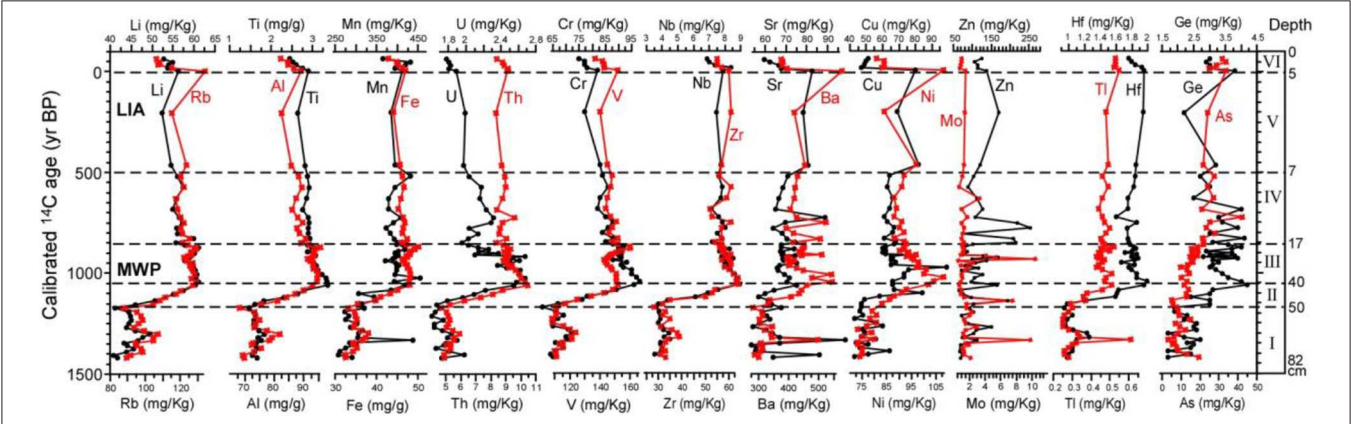 Li (mg/Kg) Ti (mg/g) Mn (mg/Kg) U (mg/Kg) Cr (mg/Kg) Nb (mg/Kg) Sr (mg/Kg) Cu (mg/Kg) Zn (mg/Kg) Hf (mg/Kg) Ge (mg/Kg) Depth
40 45 50 55 60 65 1 2 3 250 350 450 1.8 2 2.4 2.8 65 75 85 95 3 4 5 6 7 8 9 60 70 80 90 40 50 60 70 80 90 50 150 250 1 1.2 1.4 1.6 1.8 2 1.5 2.5 3.5 4.5 0
VI
0 5
Li Rb Al Ti Mn Fe U Th Cr V Nb Zr Sr Ba Cu Ni Mo Zn Tl Hf Ge As
LIA V
500 7
IV
17
MWP III
1000 40
II
50
I
1500 82
cm
80 100 120 70 80 90 30 40 50 5 6 7 8 9 10 11 120 140 160 30 40 50 60 300 400 500 75 85 95 105 2 4 6 8 10 0.2 0.3 0.4 0.5 0.6 0 10 20 30 40 50
Rb (mg/Kg) Al (mg/g) Fe (mg/g) Th (mg/Kg) V (mg/Kg) Zr (mg/Kg) Ba (mg/Kg) Ni (mg/Kg) Mo (mg/Kg) Tl (mg/Kg) As (mg/Kg)
Calibrated ¹⁴C age (yr BP)